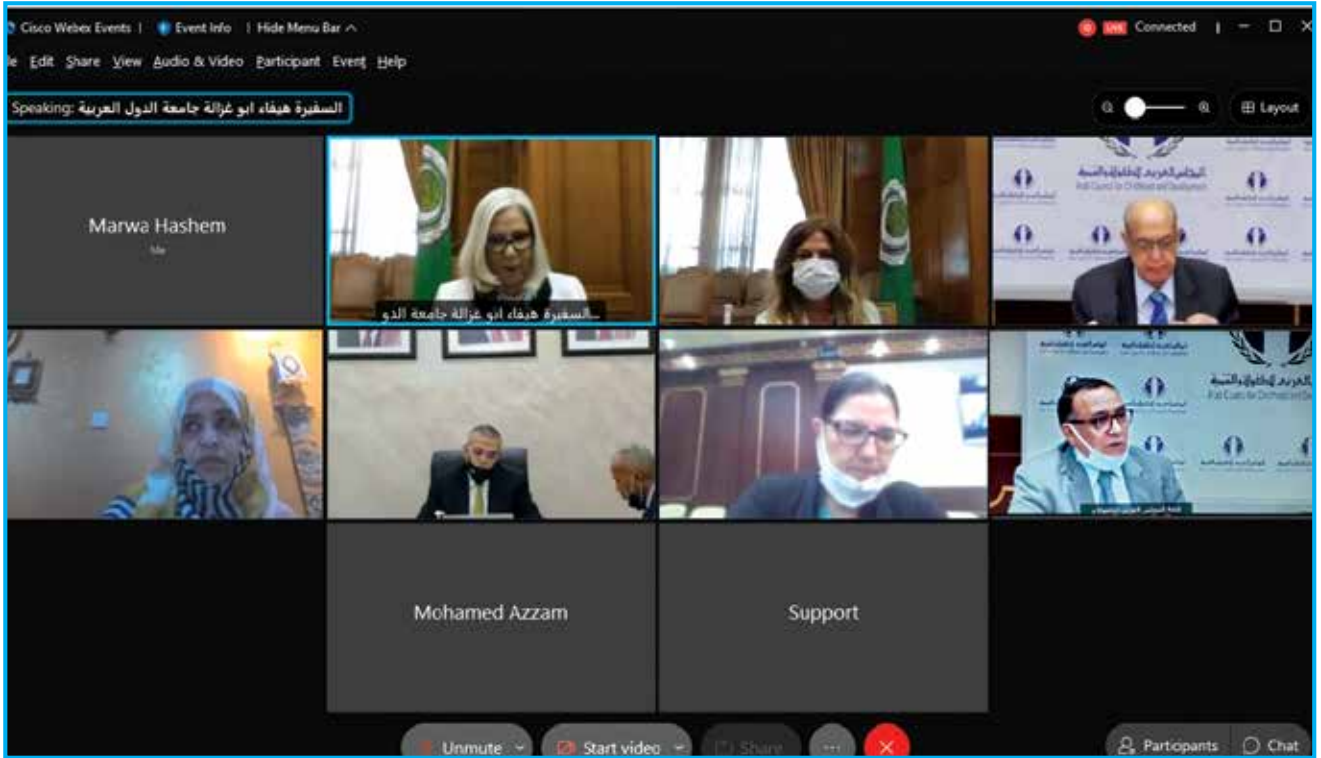 Cisco Webex Events | Event Info | Hide Menu Bar
Edit Share View Audio & Video Participant Event Help
LIVE Connected
Speaking: السفيرة هيفاء ابو غزالة جامعة الدول العربية
Layout
Marwa Hashem
Me
السفيرة هيفاء ابو غزالة جامعة الدو...
المجلس العربي للطفولة والتنمية
Arab Council for Childhood and Development
Mohamed Azzam
Support
Unmute
Start video
Share
Participants
Chat